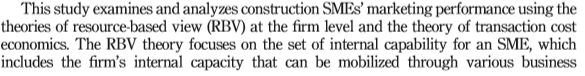 This study examines and analyzes construction SMEs' marketing performance using the
theories of resource-based view (RBV) at the firm level and the theory of transaction cost
economics. The RBV theory focuses on the set of internal capability for an SME, which
includes the firm's internal capacity that can be mobilized through various business